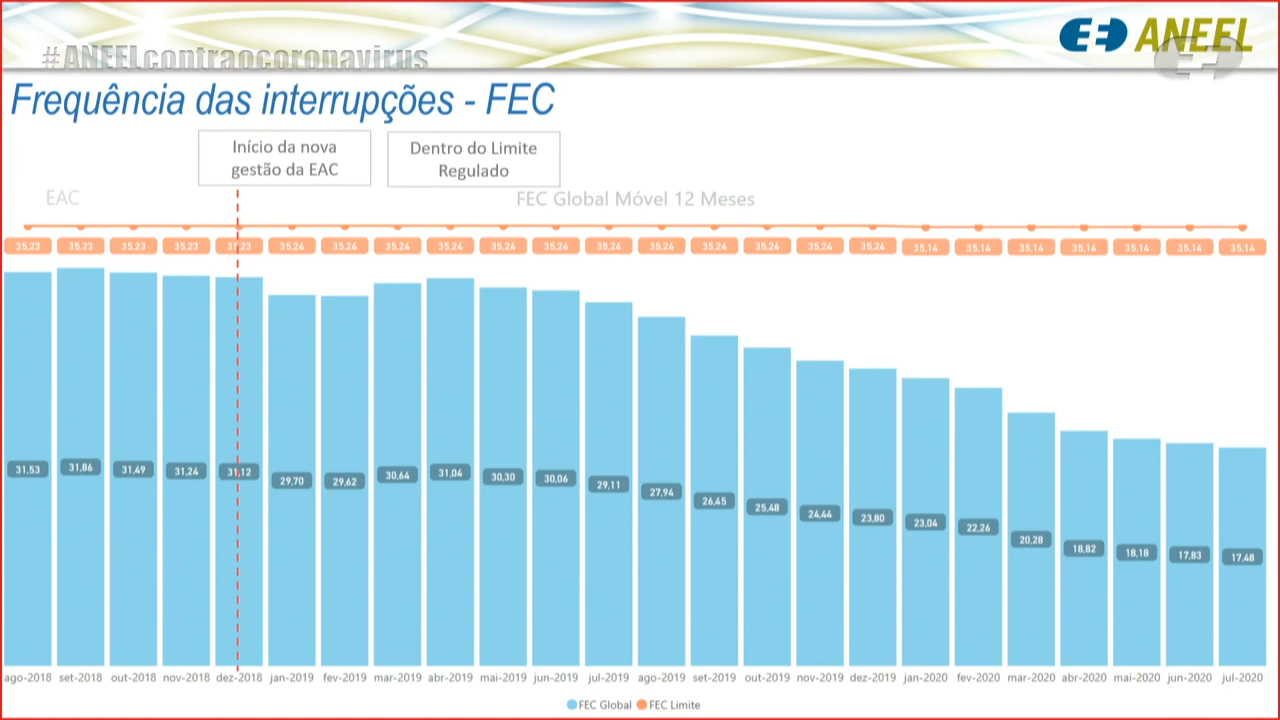 #ANEELcontraocoronavirus
ANEEL
Frequência das interrupções - FEC
Início da nova
gestão da EAC
Dentro do Limite
Regulado
EAC
FEC Global Móvel 12 Meses
35,23 35,23 35,23 35,23 35,23 35,24 35,24 35,24 35,24 35,24 35,24 35,24 35,24 35,24 35,24 35,24 35,24 35,14 35,14 35,14 35,14 35,14 35,14 35,14
31,53 31,86 31,49 31,24 31,12 29,70 29,62 30,64 31,04 30,30 30,06 29,11 27,94 26,45 25,48 24,44 23,80 23,04 22,26 20,28 18,82 18,18 17,83 17,48
ago-2018 set-2018 out-2018 nov-2018 dez-2018 jan-2019 fev-2019 mar-2019 abr-2019 mai-2019 jun-2019 jul-2019 ago-2019 set-2019 out-2019 nov-2019 dez-2019 jan-2020 fev-2020 mar-2020 abr-2020 mai-2020 jun-2020 jul-2020
FEC Global FEC Limite